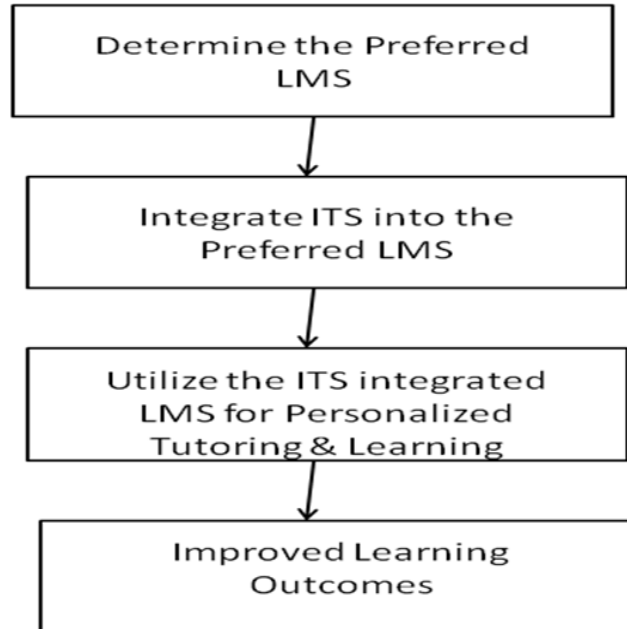 Determine the Preferred
LMS
Integrate ITS into the
Preferred LMS
Utilize the ITS integrated
LMS for Personalized
Tutoring & Learning
Improved Learning
Outcomes